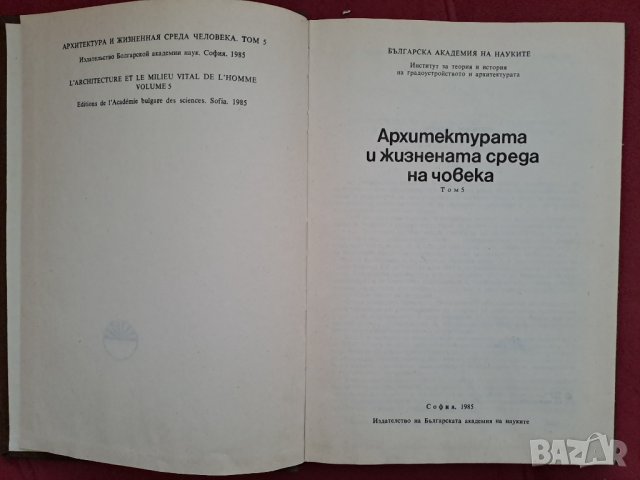 АРХИТЕКТУРА И ЖИЗНЕННАЯ СРЕДА ЧЕЛОВЕКА. ТОМ 5
Издательство Болгарской академии наук. София. 1985
L'ARCHITECTURE ET LE MILIEU VITAL DE L'HOMME
VOLUME 5
Editions de l'Académie bulgare des sciences. Sofia. 1985
БЪЛГАРСКА АКАДЕМИЯ НА НАУКИТЕ
Институт за теория и история
на градоустройството и архитектурата
Архитектурата
и жизнената среда
на човека
Том 5
София. 1985
Издателство на Българската академия на науките
BAZAR